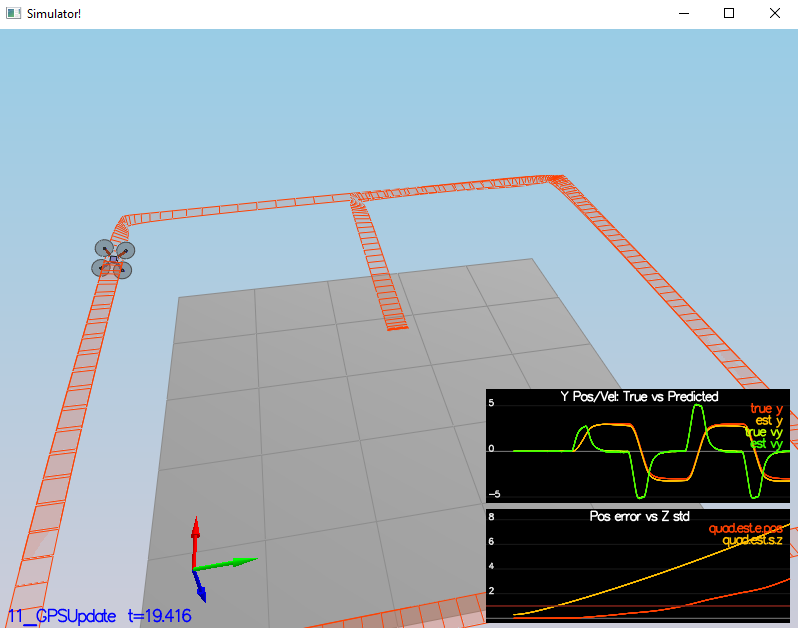 Simulator!
Y Pos/Vel: True vs Predicted
5
true y
est y
true vy
est vy
0
-5
Pos error vs Z std
8
quad.est.e.pos
quad.est.s.z
6
4
2
11_GPSUpdate t=19.416